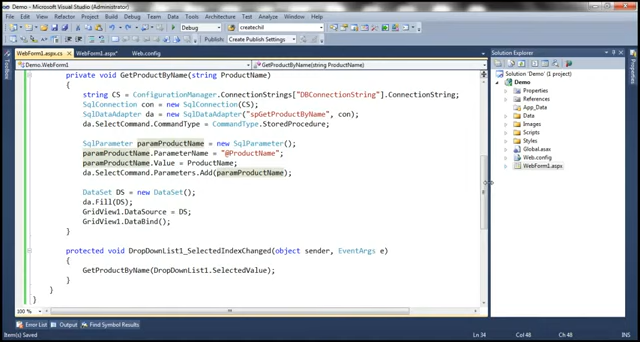 Demo - Microsoft Visual Studio (Administrator)
File Edit View Refactor Project Build Debug Team Data Tools Architecture Test Analyze Window Help
Debug createchil
Publish: Create Publish Settings
WebForm1.aspx.cs WebForm1.aspx* Web.config
Demo.WebForm1 GetProductByName(string ProductName)
private void GetProductByName(string ProductName)
{
string CS = ConfigurationManager.ConnectionStrings["DBConnectionString"].ConnectionString;
SqlConnection con = new SqlConnection(CS);
SqlDataAdapter da = new SqlDataAdapter("spGetProductByName", con);
da.SelectCommand.CommandType = CommandType.StoredProcedure;
SqlParameter paramProductName = new SqlParameter();
paramProductName.ParameterName = "@ProductName";
paramProductName.Value = ProductName;
da.SelectCommand.Parameters.Add(paramProductName);
DataSet DS = new DataSet();
da.Fill(DS);
GridView1.DataSource = DS;
GridView1.DataBind();
}
protected void DropDownList1_SelectedIndexChanged(object sender, EventArgs e)
{
GetProductByName(DropDownList1.SelectedValue);
}
}
}
100 %
Error List Output Find Symbol Results
Item(s) Saved Ln 34 Col 48 Ch 48 INS
Toolbox
Solution Explorer
Solution 'Demo' (1 project)
Demo
Properties
References
App_Data
Data
Images
Scripts
Styles
Global.asax
Web.config
WebForm1.aspx
Properties